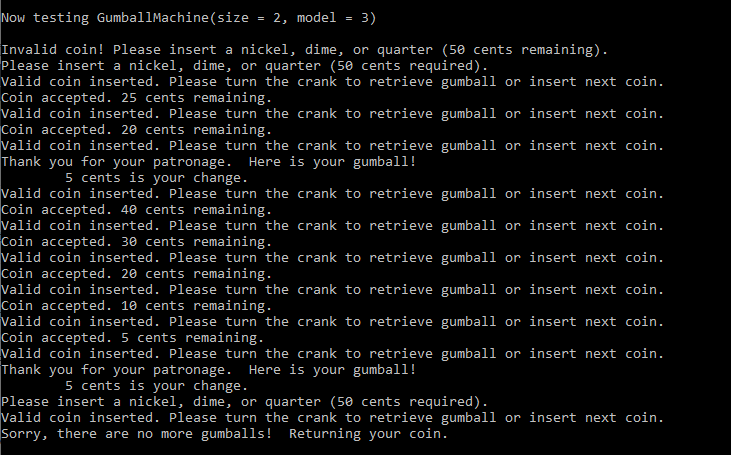 Now testing GumballMachine(size = 2, model = 3)
Invalid coin! Please insert a nickel, dime, or quarter (50 cents remaining).
Please insert a nickel, dime, or quarter (50 cents required).
Valid coin inserted. Please turn the crank to retrieve gumball or insert next coin.
Coin accepted. 25 cents remaining.
Valid coin inserted. Please turn the crank to retrieve gumball or insert next coin.
Coin accepted. 20 cents remaining.
Valid coin inserted. Please turn the crank to retrieve gumball or insert next coin.
Thank you for your patronage.  Here is your gumball!
        5 cents is your change.
Valid coin inserted. Please turn the crank to retrieve gumball or insert next coin.
Coin accepted. 40 cents remaining.
Valid coin inserted. Please turn the crank to retrieve gumball or insert next coin.
Coin accepted. 30 cents remaining.
Valid coin inserted. Please turn the crank to retrieve gumball or insert next coin.
Coin accepted. 20 cents remaining.
Valid coin inserted. Please turn the crank to retrieve gumball or insert next coin.
Coin accepted. 10 cents remaining.
Valid coin inserted. Please turn the crank to retrieve gumball or insert next coin.
Coin accepted. 5 cents remaining.
Valid coin inserted. Please turn the crank to retrieve gumball or insert next coin.
Thank you for your patronage.  Here is your gumball!
        5 cents is your change.
Please insert a nickel, dime, or quarter (50 cents required).
Valid coin inserted. Please turn the crank to retrieve gumball or insert next coin.
Sorry, there are no more gumballs!  Returning your coin.